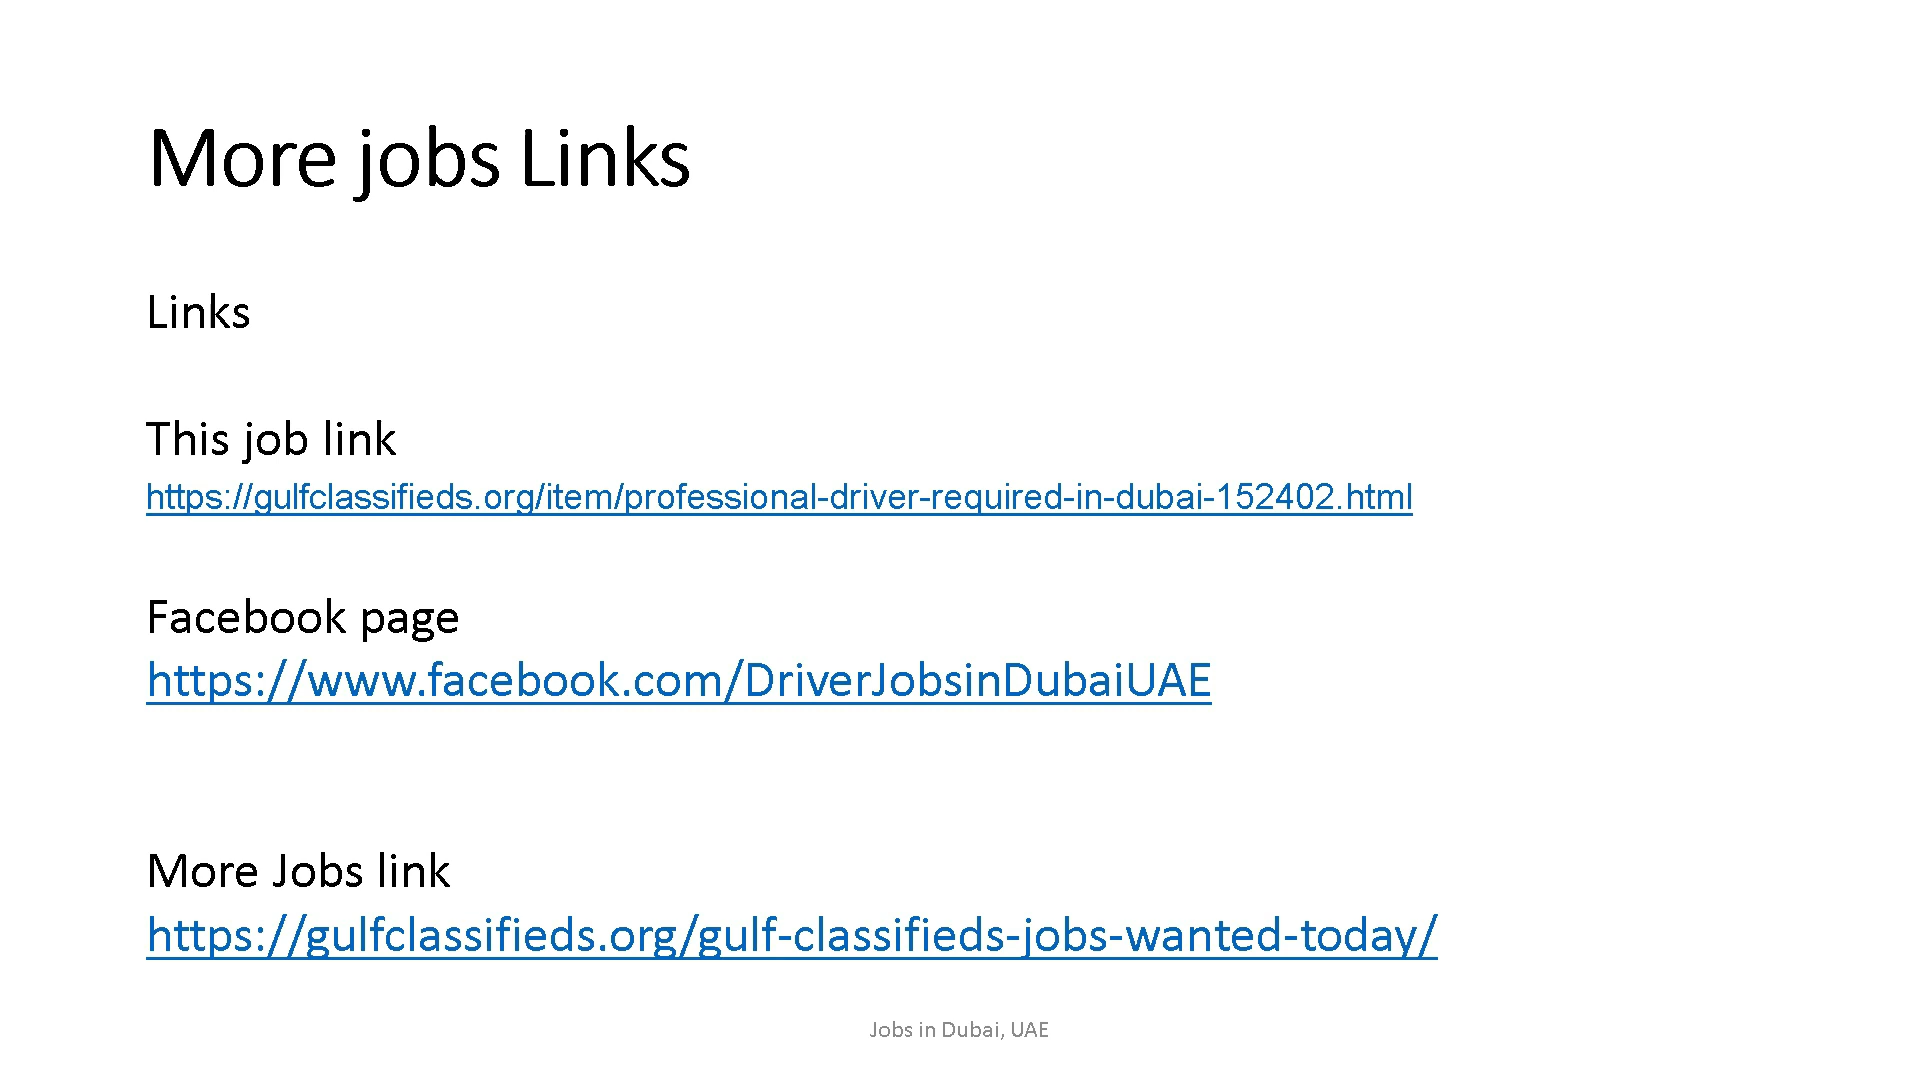 More jobs Links
Links
This job link
https://gulfclassifieds.org/item/professional-driver-required-in-dubai-152402.html
Facebook page
https://www.facebook.com/DriverJobsinDubaiUAE
More Jobs link
https://gulfclassifieds.org/gulf-classifieds-jobs-wanted-today/
Jobs in Dubai, UAE